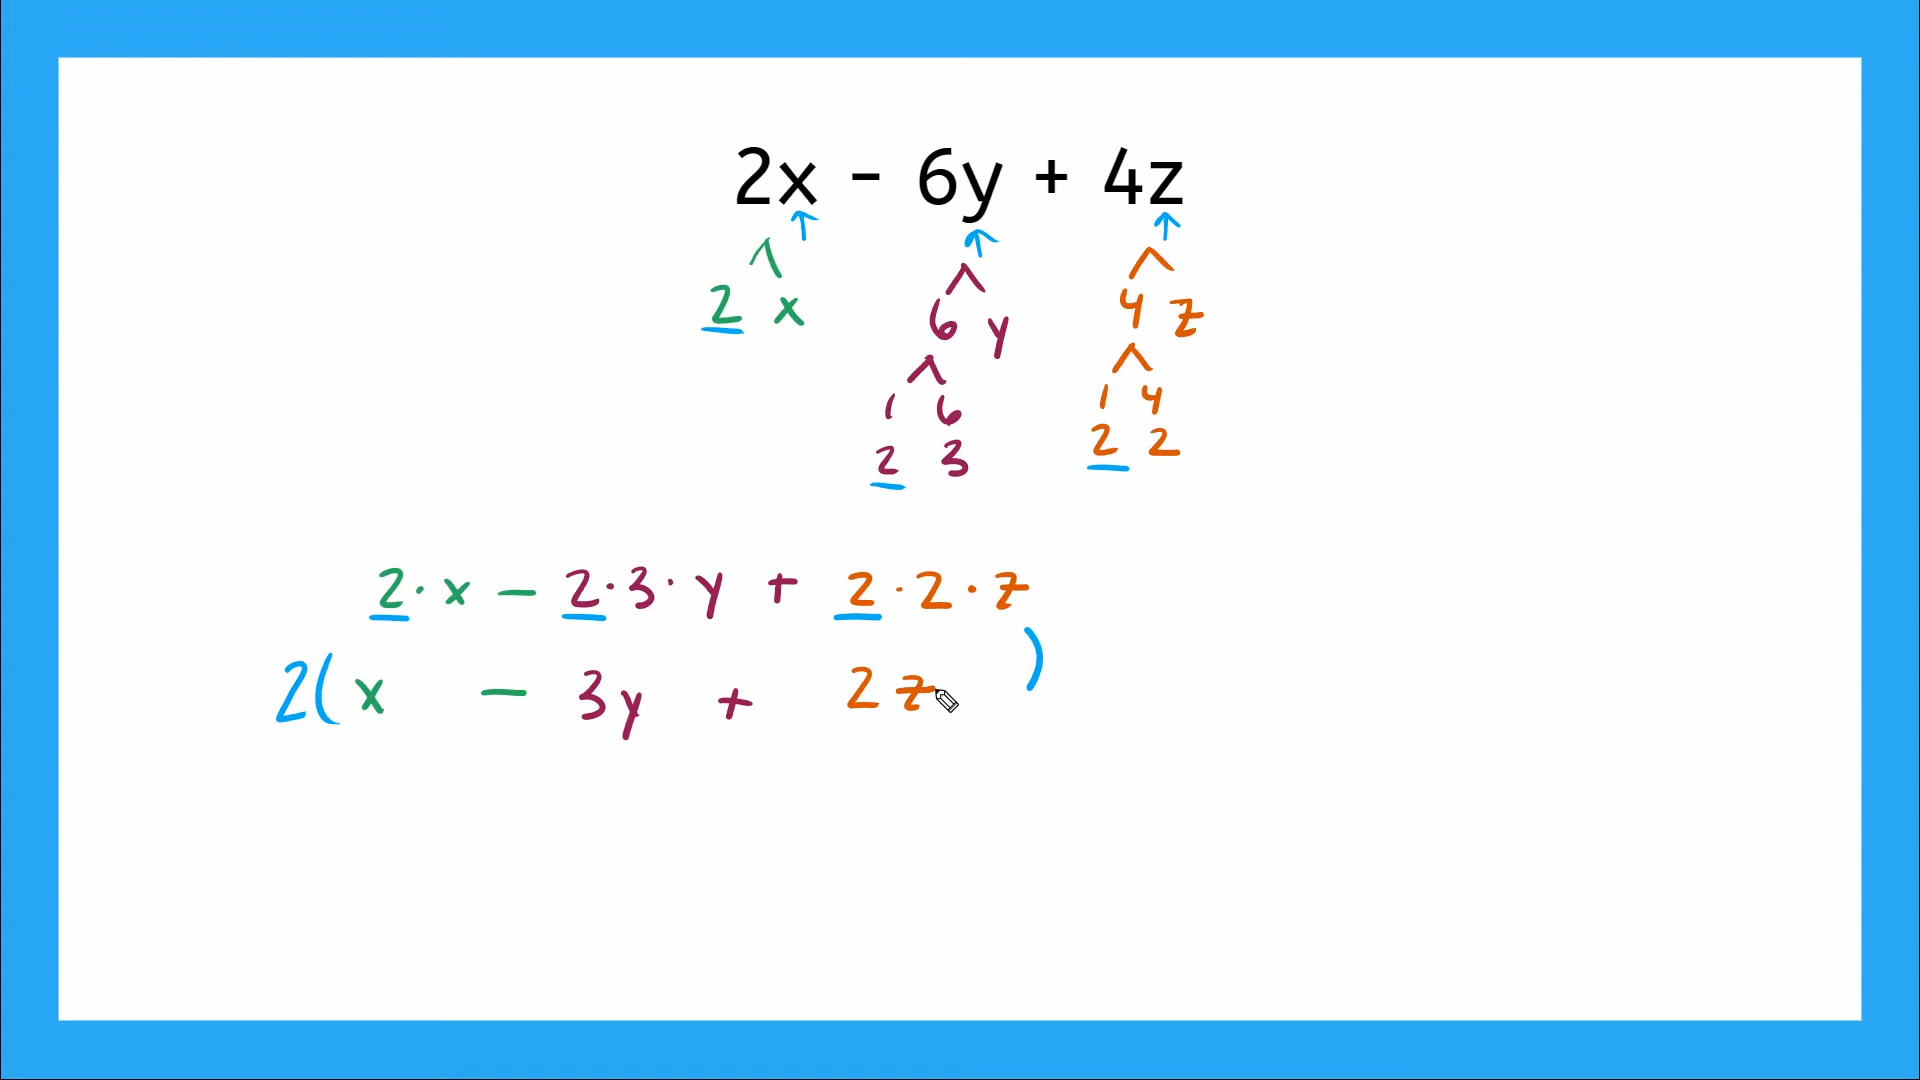 2x - 6y + 4z
2 x
6 y
4 z
1 6
1 4
2 3
2 2
2 · x - 2 · 3 · y + 2 · 2 · z
2( x - 3y + 2z )